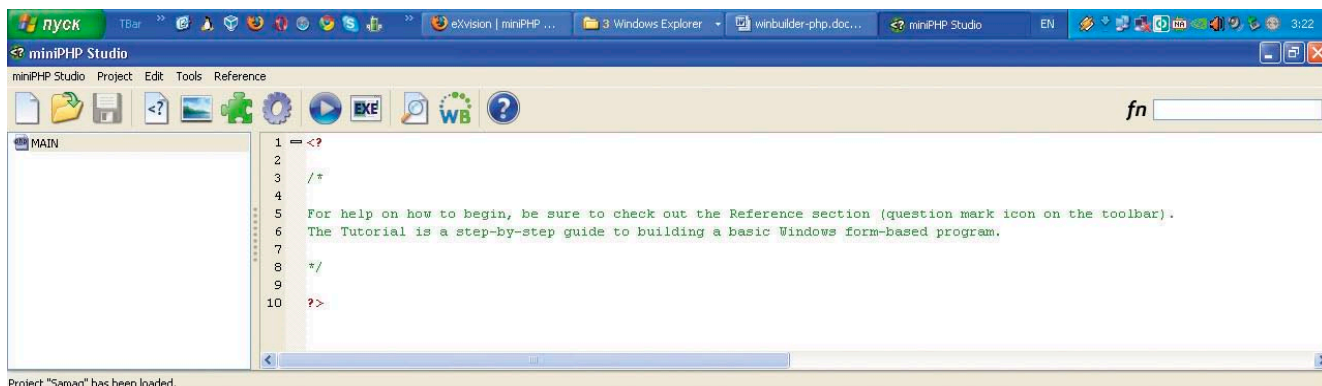 пуск TBar » » eXvision | miniPHP ... 3 Windows Explorer winbuilder-php.doc... miniPHP Studio EN 3:22
miniPHP Studio
miniPHP Studio Project Edit Tools Reference
<? EXE WB ? fn
MAIN
1 <?
2
3 /*
4
5 For help on how to begin, be sure to check out the Reference section (question mark icon on the toolbar).
6 The Tutorial is a step-by-step guide to building a basic Windows form-based program.
7
8 */
9
10 ?>
Project "Samag" has been loaded.